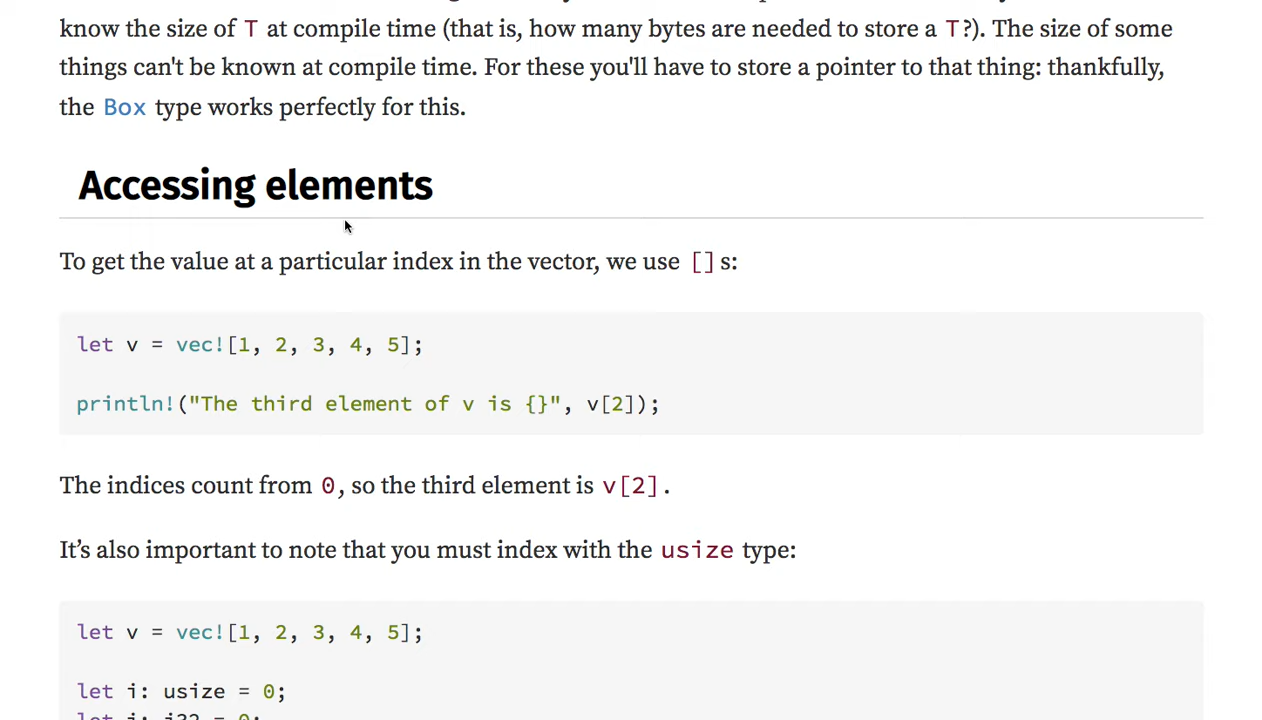 know the size of T at compile time (that is, how many bytes are needed to store a T?). The size of some
things can't be known at compile time. For these you'll have to store a pointer to that thing: thankfully,
the Box type works perfectly for this.
Accessing elements
To get the value at a particular index in the vector, we use []s:
let v = vec![1, 2, 3, 4, 5];
println!("The third element of v is {}", v[2]);
The indices count from 0, so the third element is v[2].
It’s also important to note that you must index with the usize type:
let v = vec![1, 2, 3, 4, 5];
let i: usize = 0;
let j: i32 = 0;